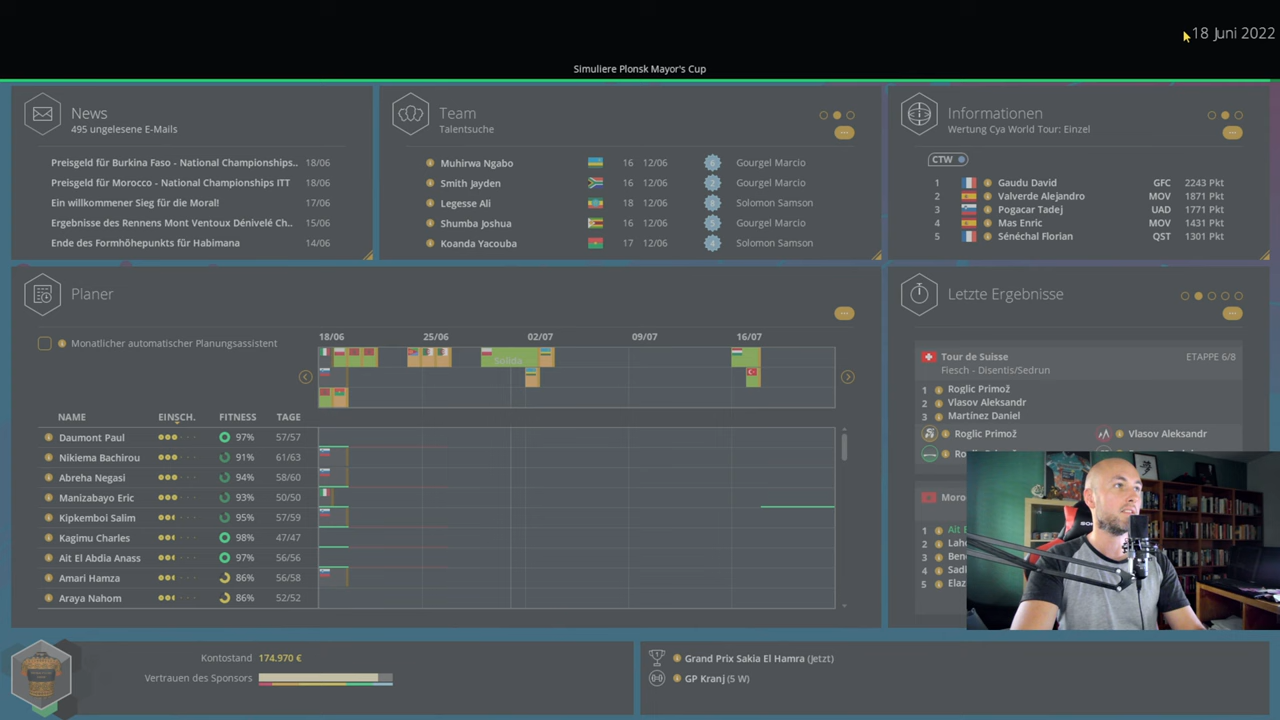 18 Juni 2022
Simuliere Plonsk Mayor's Cup
News
495 ungelesene E-Mails
Preisgeld für Burkina Faso - National Championships.. 18/06
Preisgeld für Morocco - National Championships ITT 18/06
Ein willkommener Sieg für die Moral! 17/06
Ergebnisse des Rennens Mont Ventoux Dénivelé Ch.. 15/06
Ende des Formhöhepunkts für Habimana 14/06
Team
Talentsuche
Muhirwa Ngabo 16 12/06 6 Gourgel Marcio
Smith Jayden 16 12/06 2 Gourgel Marcio
Legesse Ali 18 12/06 8 Solomon Samson
Shumba Joshua 16 12/06 5 Gourgel Marcio
Koanda Yacouba 17 12/06 4 Solomon Samson
Informationen
Wertung Cya World Tour: Einzel
CTW
1 Gaudu David GFC 2243 Pkt
2 Valverde Alejandro MOV 1871 Pkt
3 Pogacar Tadej UAD 1771 Pkt
4 Mas Enric MOV 1431 Pkt
5 Sénéchal Florian QST 1301 Pkt
Planer
Monatlicher automatischer Planungsassistent
18/06 25/06 02/07 09/07 16/07
Solida
NAME EINSCH. FITNESS TAGE
Daumont Paul 97% 57/57
Nikiema Bachirou 91% 61/63
Abreha Negasi 94% 58/60
Manizabayo Eric 93% 50/50
Kipkemboi Salim 95% 57/59
Kagimu Charles 98% 47/47
Ait El Abdia Anass 97% 56/56
Amari Hamza 86% 56/58
Araya Nahom 86% 52/52
Letzte Ergebnisse
Tour de Suisse ETAPPE 6/8
Fiesch - Disentis/Sedrun
1 Roglic Primož
2 Vlasov Aleksandr
3 Martínez Daniel
Roglic Primož Vlasov Aleksandr
1
2
3
4
5
Kontostand 174.970 €
Vertrauen des Sponsors
Grand Prix Sakia El Hamra (Jetzt)
GP Kranj (5 W)